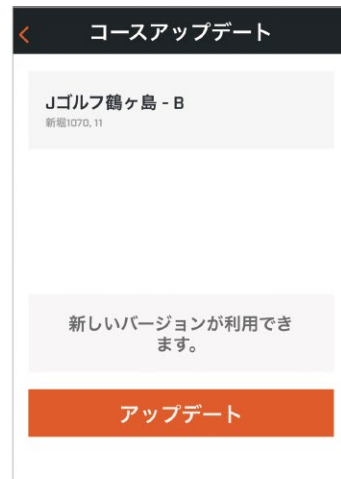 コースアップデート
Jゴルフ鶴ヶ島 - B
新堀1070, 11
新しいバージョンが利用でき
ます。
アップデート